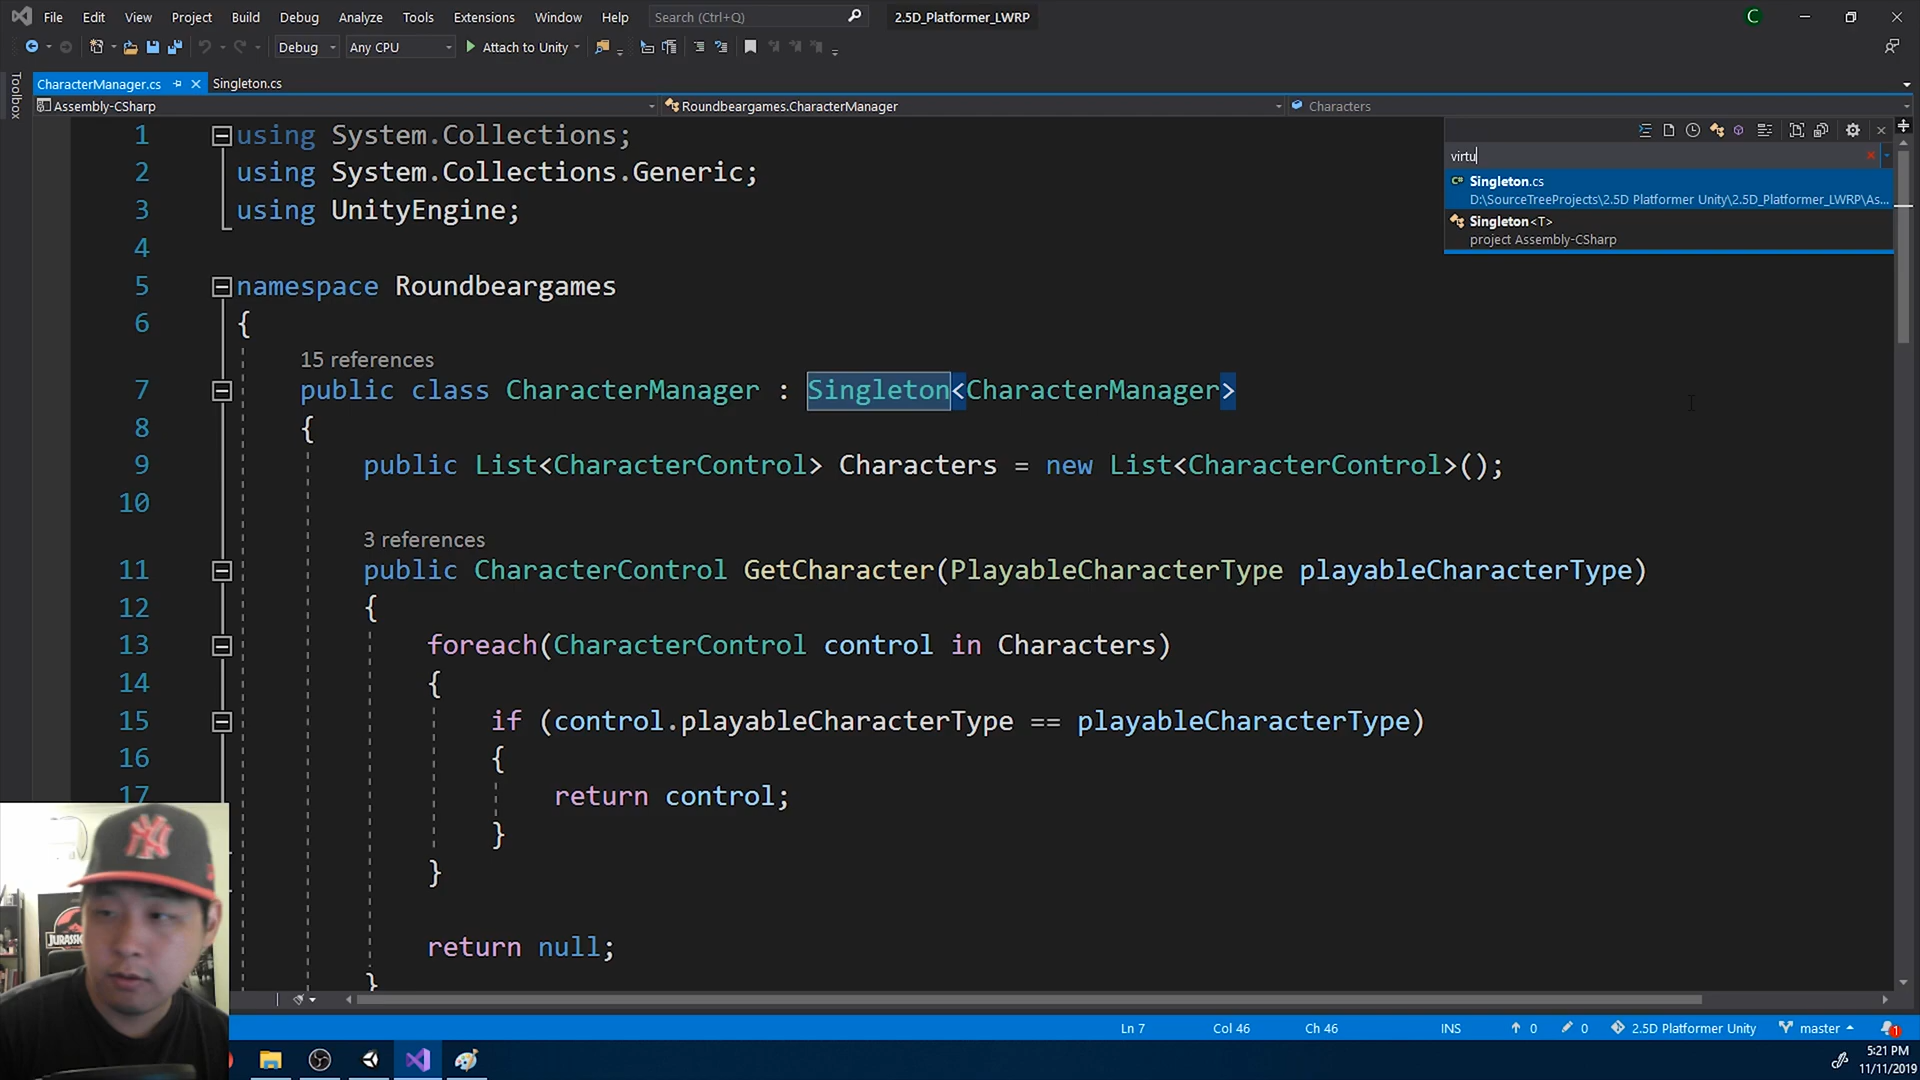 File Edit View Project Build Debug Analyze Tools Extensions Window Help Search (Ctrl+Q) 2.5D_Platformer_LWRP C
Debug Any CPU Attach to Unity
Toolbox
CharacterManager.cs Singleton.cs
Assembly-CSharp Roundbeargames.CharacterManager Characters
1 using System.Collections;
virtu
2 using System.Collections.Generic;
Singleton.cs
D:\SourceTreeProjects\2.5D Platformer Unity\2.5D_Platformer_LWRP\As...
3 using UnityEngine;
Singleton<T>
project Assembly-CSharp
4
5 namespace Roundbeargames
6 {
15 references
7 public class CharacterManager : Singleton<CharacterManager>
8 {
9 public List<CharacterControl> Characters = new List<CharacterControl>();
10
3 references
11 public CharacterControl GetCharacter(PlayableCharacterType playableCharacterType)
12 {
13 foreach(CharacterControl control in Characters)
14 {
15 if (control.playableCharacterType == playableCharacterType)
16 {
17 return control;
}
}
return null;
}
JURASSIC
Ln 7 Col 46 Ch 46 INS 0 0 2.5D Platformer Unity master 1
5:21 PM
11/11/2019